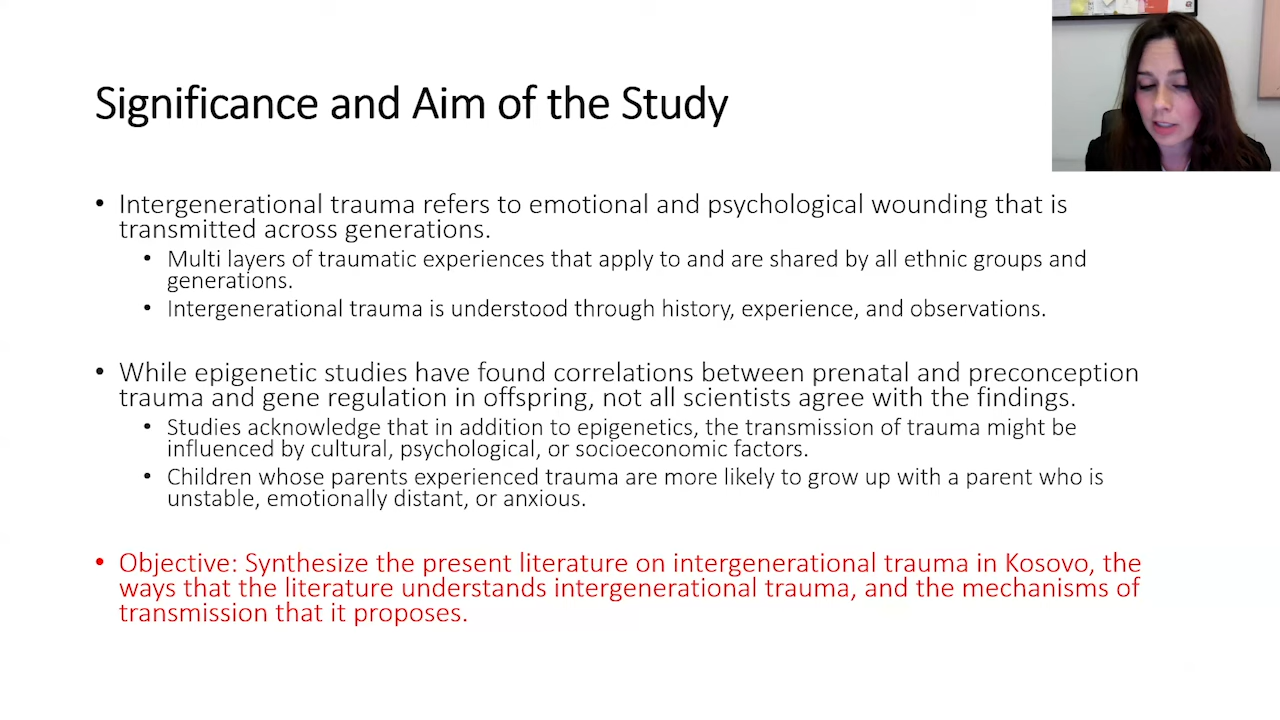 Significance and Aim of the Study
• Intergenerational trauma refers to emotional and psychological wounding that is
transmitted across generations.
• Multi layers of traumatic experiences that apply to and are shared by all ethnic groups and
generations.
• Intergenerational trauma is understood through history, experience, and observations.
• While epigenetic studies have found correlations between prenatal and preconception
trauma and gene regulation in offspring, not all scientists agree with the findings.
• Studies acknowledge that in addition to epigenetics, the transmission of trauma might be
influenced by cultural, psychological, or socioeconomic factors.
• Children whose parents experienced trauma are more likely to grow up with a parent who is
unstable, emotionally distant, or anxious.
• Objective: Synthesize the present literature on intergenerational trauma in Kosovo, the
ways that the literature understands intergenerational trauma, and the mechanisms of
transmission that it proposes.